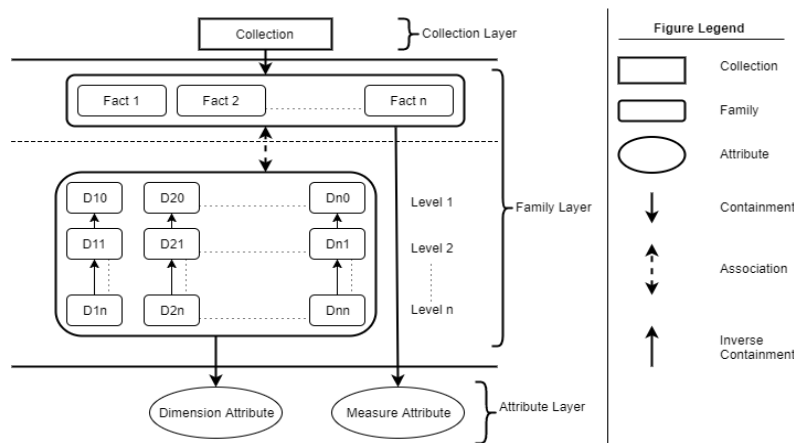 Collection
Collection Layer
Fact 1
Fact 2
Fact n
D10
D20
Dn0
Level 1
D11
D21
Dn1
Level 2
D1n
D2n
Dnn
Level n
Family Layer
Dimension Attribute
Measure Attribute
Attribute Layer
Figure Legend
Collection
Family
Attribute
Containment
Association
Inverse
Containment